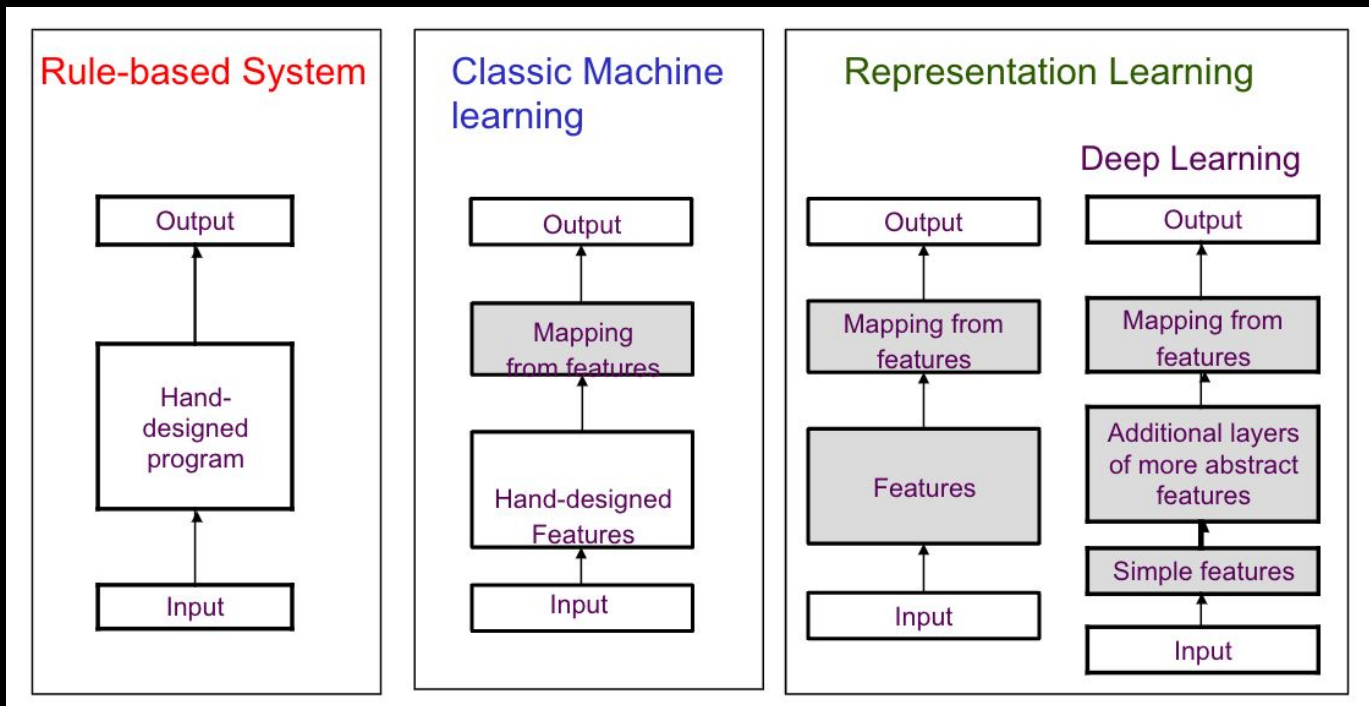 Rule-based System
Output
Hand-
designed
program
Input
Classic Machine
learning
Output
Mapping
from features
Hand-designed
Features
Input
Representation Learning
Output
Mapping from
features
Features
Input
Deep Learning
Output
Mapping from
features
Additional layers
of more abstract
features
Simple features
Input